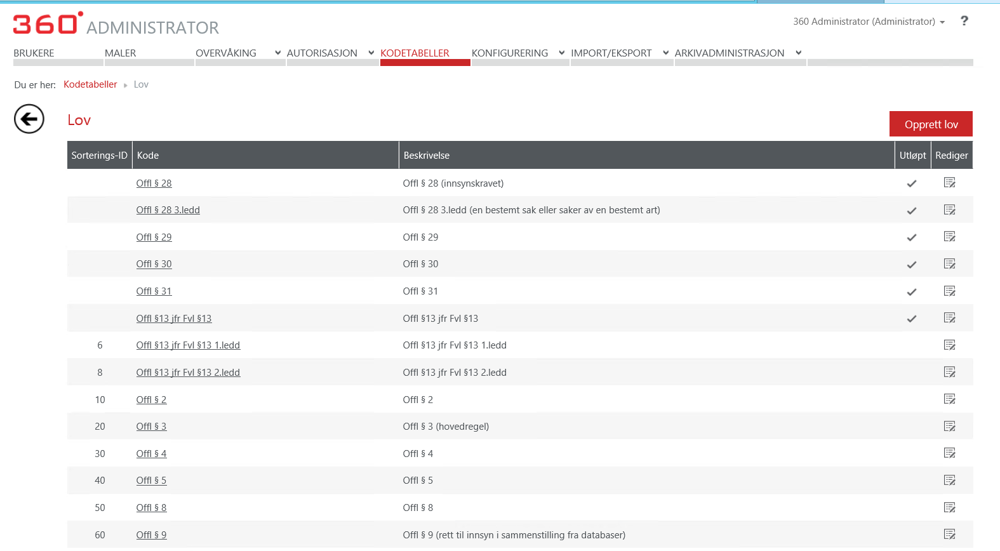 360° ADMINISTRATOR
360 Administrator (Administrator) ?
BRUKERE MALER OVERVÅKING AUTORISASJON KODETABELLER KONFIGURERING IMPORT/EKSPORT ARKIVADMINISTRASJON
Du er her: Kodetabeller Lov
Lov
Opprett lov
Sorterings-ID Kode Beskrivelse Utløpt Rediger
Offl § 28 Offl § 28 (innsynskravet)
Offl § 28 3.ledd Offl § 28 3.ledd (en bestemt sak eller saker av en bestemt art)
Offl § 29 Offl § 29
Offl § 30 Offl § 30
Offl § 31 Offl § 31
Offl §13 jfr Fvl §13 Offl §13 jfr Fvl §13
6 Offl §13 jfr Fvl §13 1.ledd Offl §13 jfr Fvl §13 1.ledd
8 Offl §13 jfr Fvl §13 2.ledd Offl §13 jfr Fvl §13 2.ledd
10 Offl § 2 Offl § 2
20 Offl § 3 Offl § 3 (hovedregel)
30 Offl § 4 Offl § 4
40 Offl § 5 Offl § 5
50 Offl § 8 Offl § 8
60 Offl § 9 Offl § 9 (rett til innsyn i sammenstilling fra databaser)